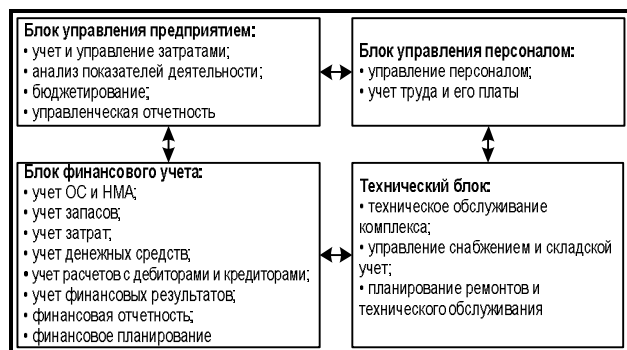 Блок управления предприятием:
• учет и управление затратами;
• анализ показателей деятельности;
• бюджетирование;
• управленческая отчетность
Блок управления персоналом:
• управление персоналом;
• учет труда и его платы
Блок финансового учета:
• учет ОС и НМА;
• учет запасов;
• учет затрат;
• учет денежных средств;
• учет расчетов с дебиторами и кредиторами;
• учет финансовых результатов;
• финансовая отчетность;
• финансовое планирование
Технический блок:
• техническое обслуживание
комплекса;
• управление снабжением и складской
учет;
• планирование ремонтов и
технического обслуживания